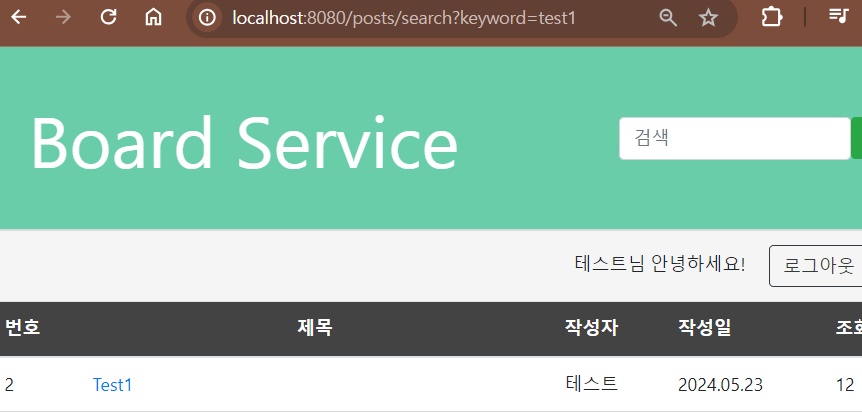 localhost:8080/posts/search?keyword=test1
Board Service
검색
테스트님 안녕하세요!
로그아웃
번호 제목 작성자 작성일
2 Test1 테스트 2024.05.23 12